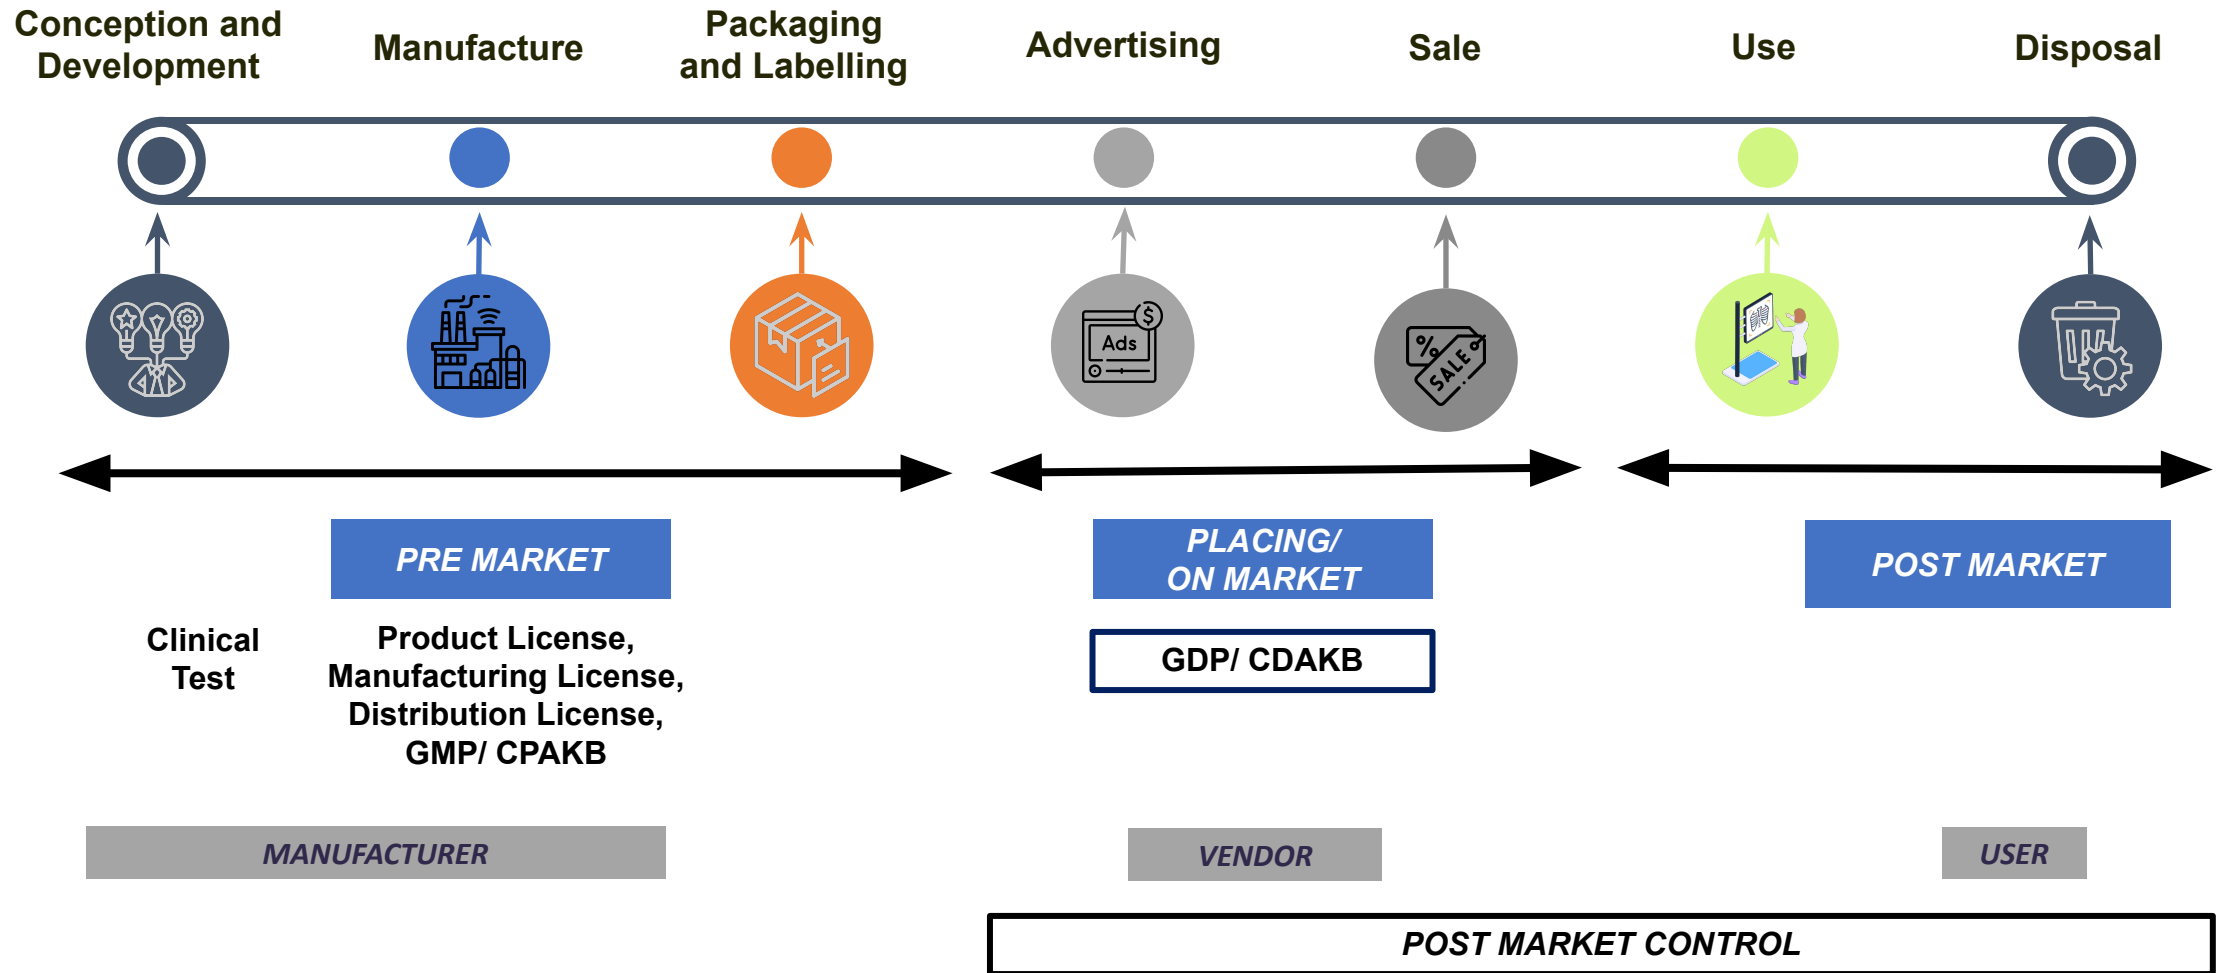 Conception and
Development
Manufacture
Packaging
and Labelling
Advertising
Sale
Use
Disposal
Ads
$
%
SALE
PRE MARKET
PLACING/
ON MARKET
POST MARKET
Clinical
Test
Product License,
Manufacturing License,
Distribution License,
GMP/ CPAKB
GDP/ CDAKB
MANUFACTURER
VENDOR
USER
POST MARKET CONTROL